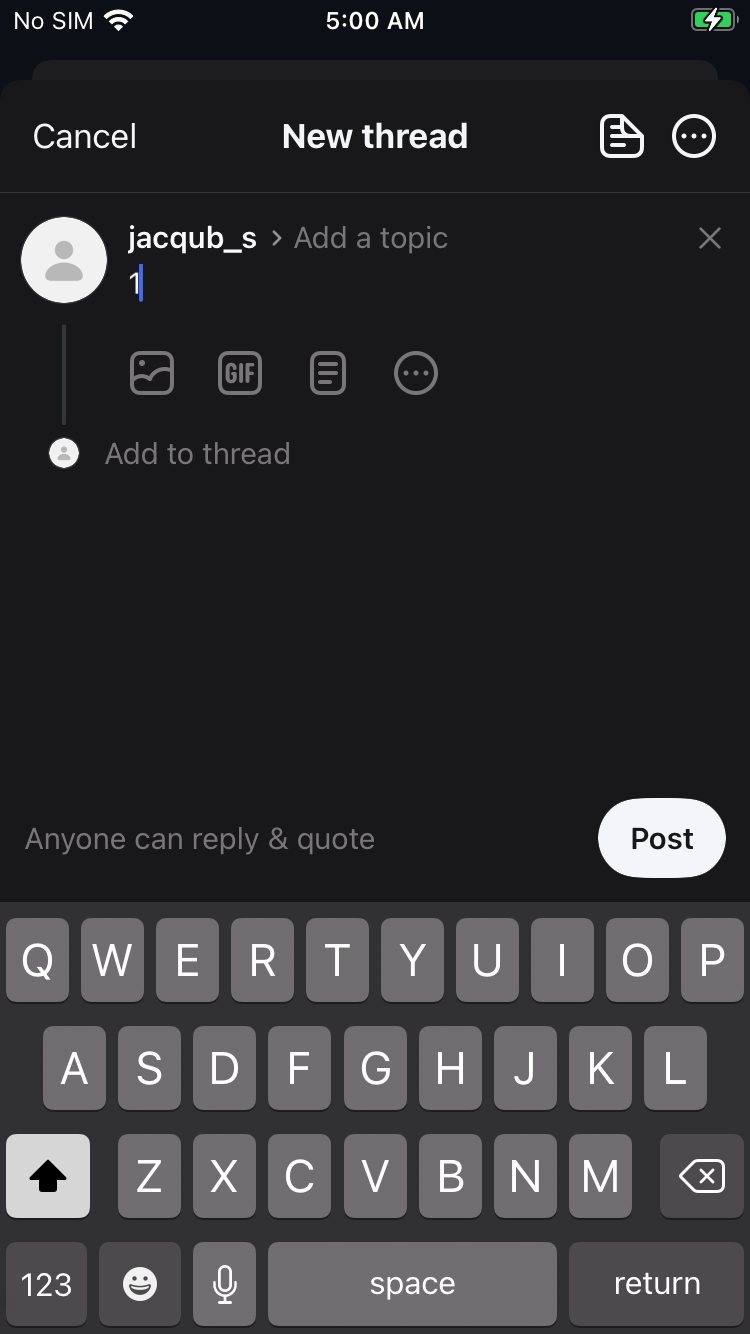 No SIM 5:00 AM
Cancel New thread
jacqub_s > Add a topic
1
GIF
Add to thread
Anyone can reply & quote Post
Q W E R T Y U I O P
A S D F G H J K L
Z X C V B N M
123 space return